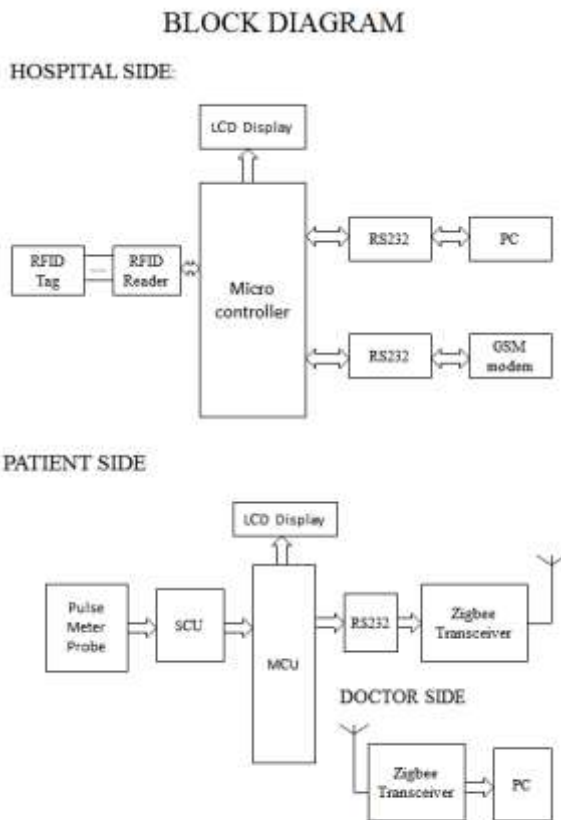 BLOCK DIAGRAM
HOSPITAL SIDE:
LCD Display
RFID
Tag
RFID
Reader
Micro
controller
RS232
PC
RS232
GSM
modem
PATIENT SIDE
LCD Display
Pulse
Meter
Probe
SCU
MCU
RS232
Zigbee
Transceiver
DOCTOR SIDE
Zigbee
Transceiver
PC